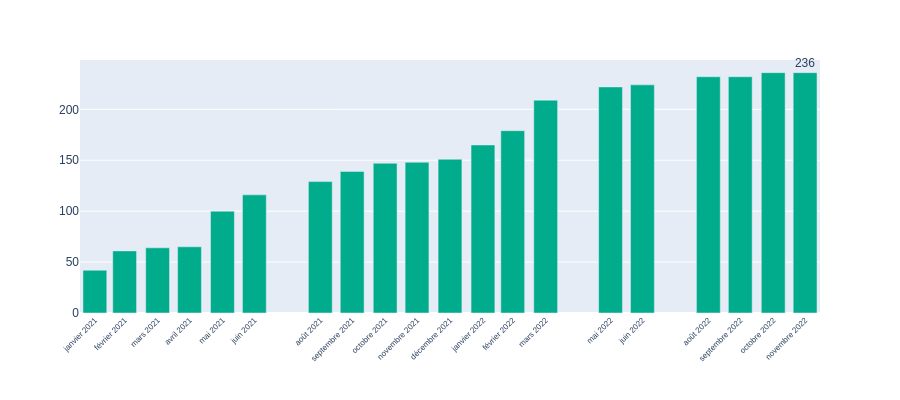 236
200
150
100
50
0
janvier 2021
février 2021
mars 2021
avril 2021
mai 2021
juin 2021
août 2021
septembre 2021
octobre 2021
novembre 2021
décembre 2021
janvier 2022
février 2022
mars 2022
mai 2022
juin 2022
août 2022
septembre 2022
octobre 2022
novembre 2022